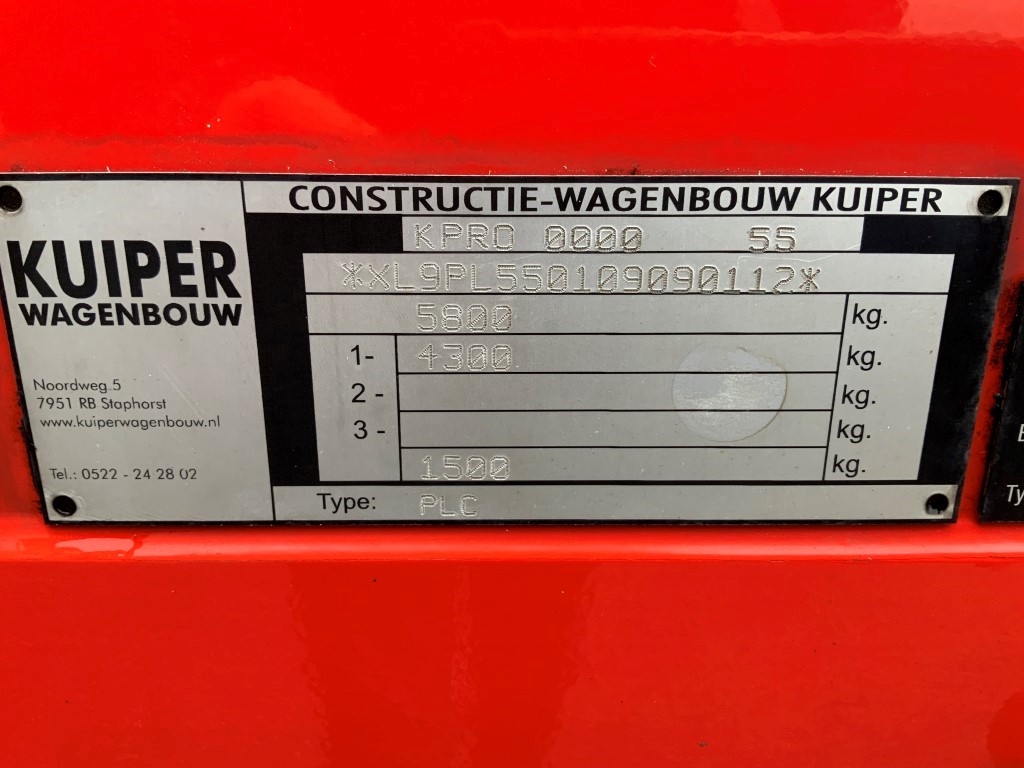 KUIPER
WAGENBOUW
Noordweg 5
7951 RB Staphorst
www.kuiperwagenbouw.nl
Tel.: 0522 - 24 28 02
CONSTRUCTIE-WAGENBOUW KUIPER
KPRO 0000 55
*XL9PL550109090112*
5800 kg.
1- 4300 kg.
2 - kg.
3 - kg.
1500 kg.
Type: PLC
Ty